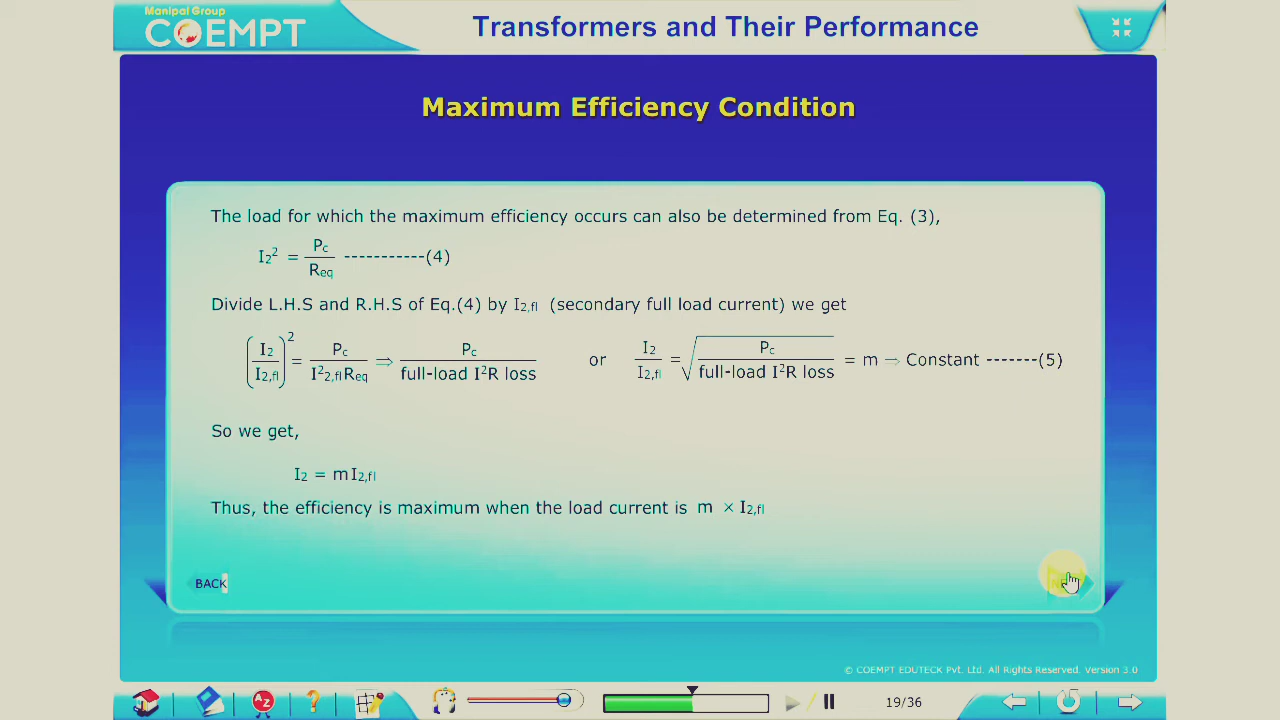 Manipal Group
COEMPT
Transformers and Their Performance
Maximum Efficiency Condition
The load for which the maximum efficiency occurs can also be determined from Eq. (3),
I₂² = Pc / Req -----------(4)
Divide L.H.S and R.H.S of Eq.(4) by I₂,fl (secondary full load current) we get
(I₂ / I₂,fl)² = Pc / I²₂,fl Req ⇒ Pc / full-load I²R loss or I₂ / I₂,fl = √(Pc / full-load I²R loss) = m ⇒ Constant -------(5)
So we get,
I₂ = m I₂,fl
Thus, the efficiency is maximum when the load current is m × I₂,fl
BACK
© COEMPT EDUTECK Pvt. Ltd. All Rights Reserved. Version 3.0
AZ
?
19/36